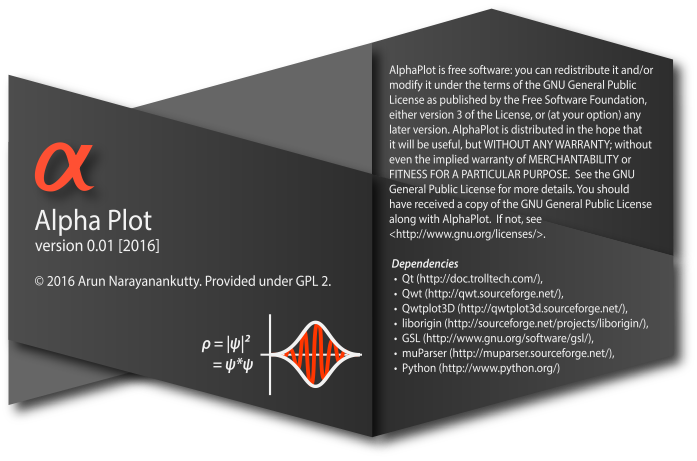 α
Alpha Plot
version 0.01 [2016]
© 2016 Arun Narayanankutty. Provided under GPL 2.
ρ = |ψ|²
= ψ*ψ
AlphaPlot is free software: you can redistribute it and/or
modify it under the terms of the GNU General Public
License as published by the Free Software Foundation,
either version 3 of the License, or (at your option) any
later version. AlphaPlot is distributed in the hope that
it will be useful, but WITHOUT ANY WARRANTY; without
even the implied warranty of MERCHANTABILITY or
FITNESS FOR A PARTICULAR PURPOSE. See the GNU
General Public License for more details. You should
have received a copy of the GNU General Public License
along with AlphaPlot. If not, see
<http://www.gnu.org/licenses/>.
Dependencies
• Qt (http://doc.trolltech.com/),
• Qwt (http://qwt.sourceforge.net/),
• Qwtplot3D (http://qwtplot3d.sourceforge.net/),
• liborigin (http://sourceforge.net/projects/liborigin/),
• GSL (http://www.gnu.org/software/gsl/),
• muParser (http://muparser.sourceforge.net/),
• Python (http://www.python.org/)